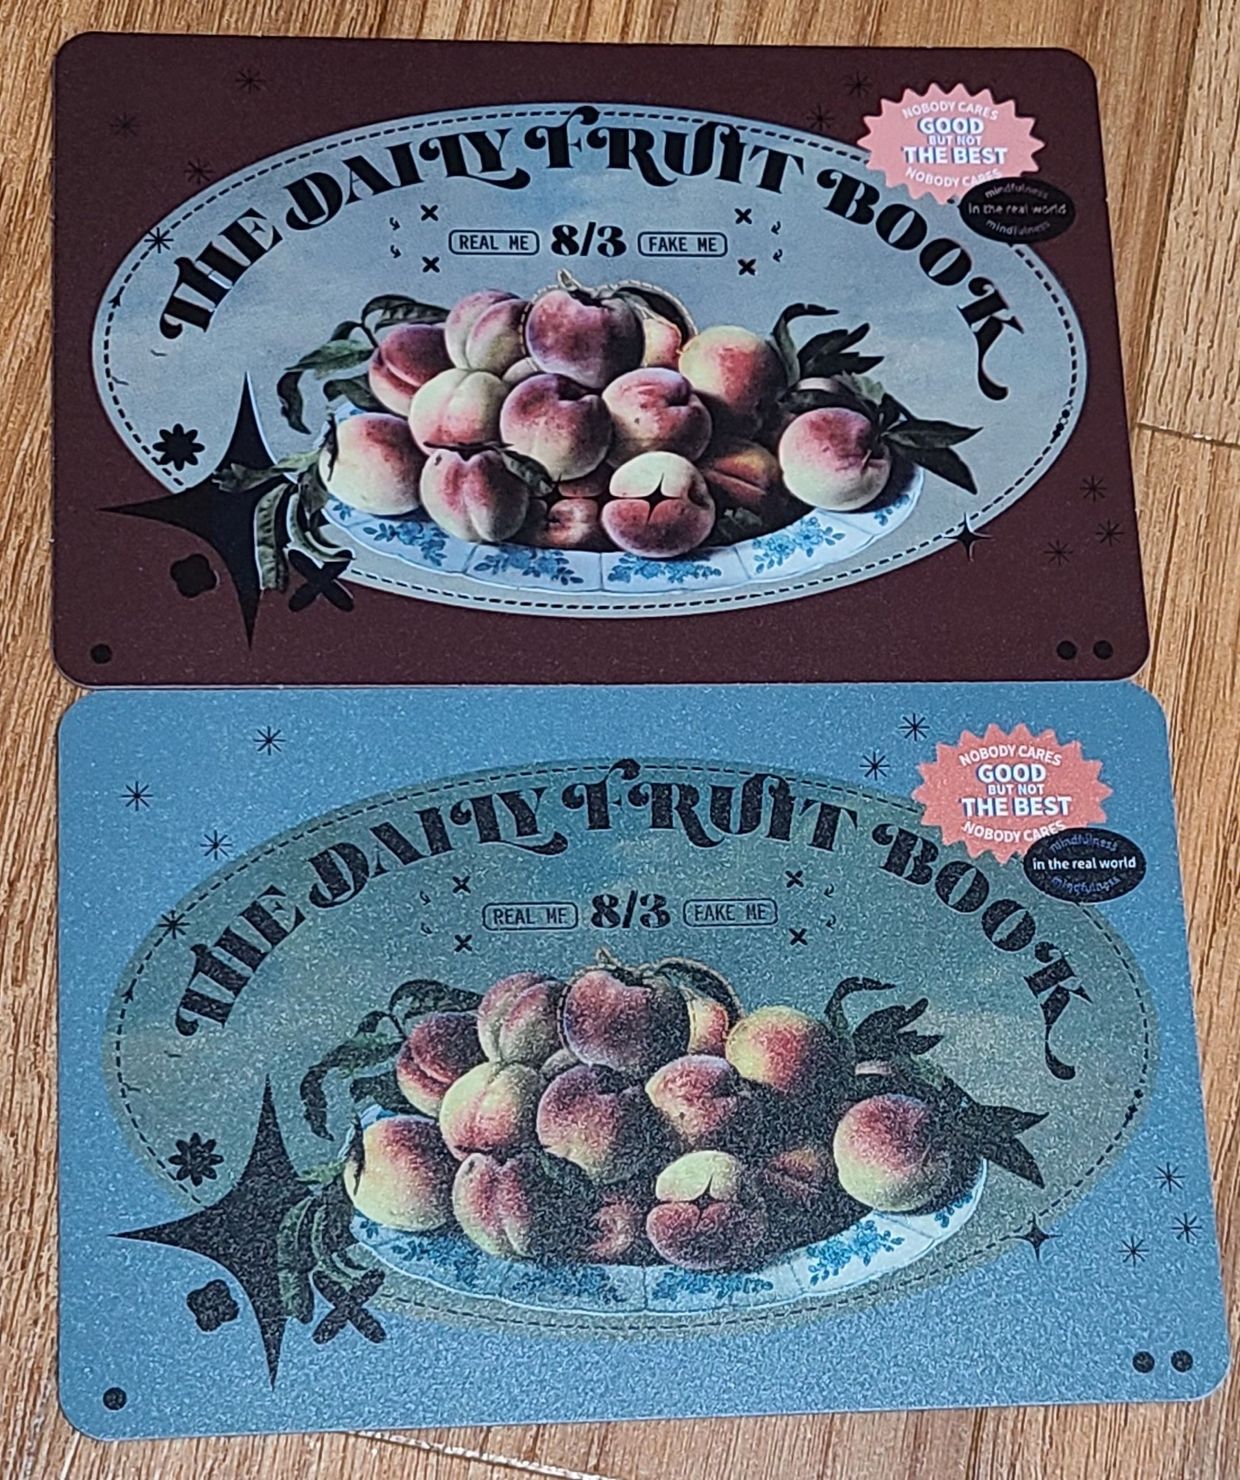 THE DAILY FRUIT BOOK
REAL ME 8/3 FAKE ME
NOBODY CARES
GOOD
BUT NOT
THE BEST
NOBODY CARES
mindfulness
in the real world
mindfulness
THE DAILY FRUIT BOOK
REAL ME 8/3 FAKE ME
NOBODY CARES
GOOD
BUT NOT
THE BEST
NOBODY CARES
mindfulness
in the real world
mindfulness